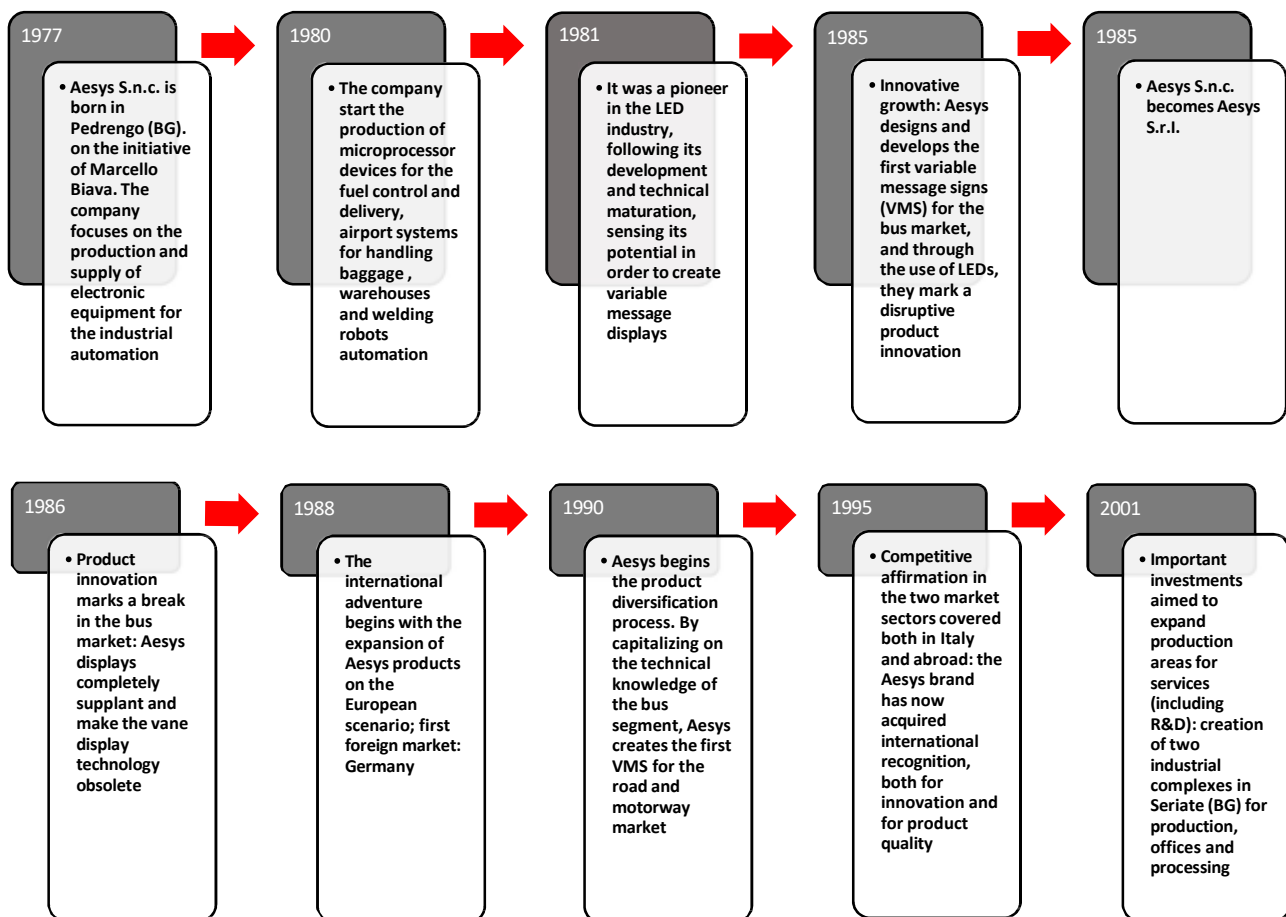 1977
• Aesys S.n.c. is
born in
Pedrengo (BG).
on the initiative
of Marcello
Biava. The
company
focuses on the
production and
supply of
electronic
equipment for
the industrial
automation
1980
• The company
start the
production of
microprocessor
devices for the
fuel control and
delivery,
airport systems
for handling
baggage ,
warehouses
and welding
robots
automation
1981
• It was a pioneer
in the LED
industry,
following its
development
and technical
maturation,
sensing its
potential in
order to create
variable
message
displays
1985
• Innovative
growth: Aesys
designs and
develops the
first variable
message signs
(VMS) for the
bus market,
and through
the use of LEDs,
they mark a
disruptive
product
innovation
1985
• Aesys S.n.c.
becomes Aesys
S.r.l.
1986
• Product
innovation
marks a break
in the bus
market: Aesys
displays
completely
supplant and
make the vane
display
technology
obsolete
1988
• The
international
adventure
begins with the
expansion of
Aesys products
on the
European
scenario; first
foreign market:
Germany
1990
• Aesys begins
the product
diversification
process. By
capitalizing on
the technical
knowledge of
the bus
segment, Aesys
creates the first
VMS for the
road and
motorway
market
1995
• Competitive
affirmation in
the two market
sectors covered
both in Italy
and abroad: the
Aesys brand
has now
acquired
international
recognition,
both for
innovation and
for product
quality
2001
• Important
investments
aimed to
expand
production
areas for
services
(including
R&D): creation
of two
industrial
complexes in
Seriate (BG) for
production,
offices and
processing